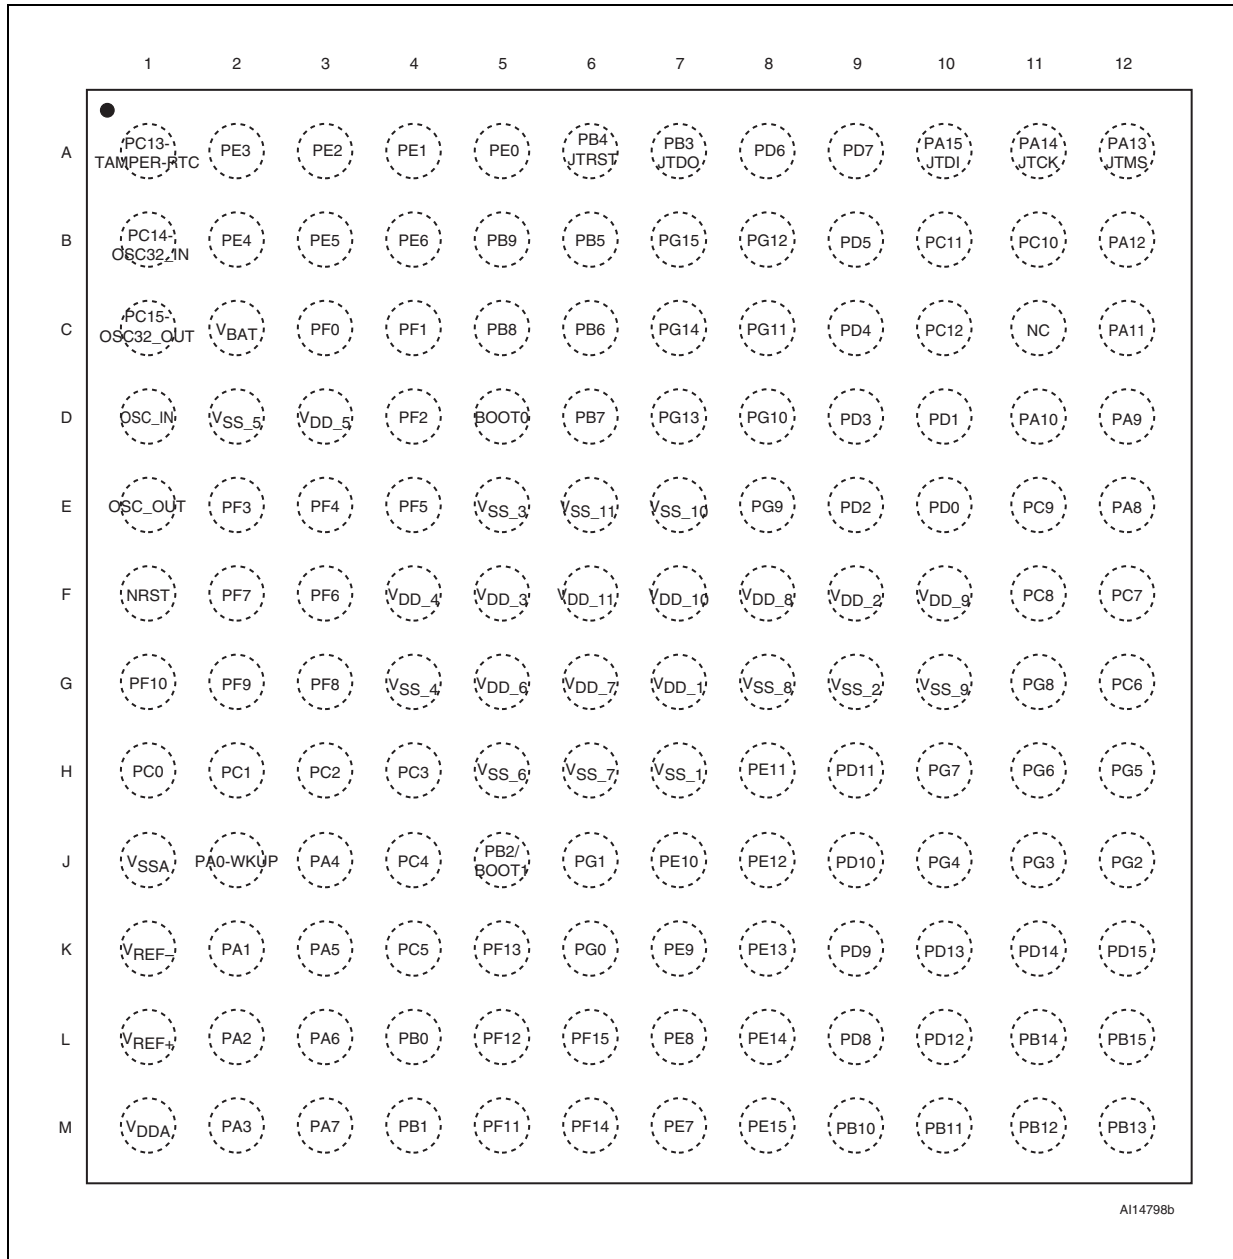 1 2 3 4 5 6 7 8 9 10 11 12
A PC13-TAMPER-RTC PE3 PE2 PE1 PE0 PB4 JTRST PB3 JTDO PD6 PD7 PA15 JTDI PA14 JTCK PA13 JTMS
B PC14-OSC32_IN PE4 PE5 PE6 PB9 PB5 PG15 PG12 PD5 PC11 PC10 PA12
C PC15-OSC32_OUT VBAT PF0 PF1 PB8 PB6 PG14 PG11 PD4 PC12 NC PA11
D OSC_IN VSS_5 VDD_5 PF2 BOOT0 PB7 PG13 PG10 PD3 PD1 PA10 PA9
E OSC_OUT PF3 PF4 PF5 VSS_3 VSS_11 VSS_10 PG9 PD2 PD0 PC9 PA8
F NRST PF7 PF6 VDD_4 VDD_3 VDD_11 VDD_10 VDD_8 VDD_2 VDD_9 PC8 PC7
G PF10 PF9 PF8 VSS_4 VDD_6 VDD_7 VDD_1 VSS_8 VSS_2 VSS_9 PG8 PC6
H PC0 PC1 PC2 PC3 VSS_6 VSS_7 VSS_1 PE11 PD11 PG7 PG6 PG5
J VSSA PA0-WKUP PA4 PC4 PB2/BOOT1 PG1 PE10 PE12 PD10 PG4 PG3 PG2
K VREF– PA1 PA5 PC5 PF13 PG0 PE9 PE13 PD9 PD13 PD14 PD15
L VREF+ PA2 PA6 PB0 PF12 PF15 PE8 PE14 PD8 PD12 PB14 PB15
M VDDA PA3 PA7 PB1 PF11 PF14 PE7 PE15 PB10 PB11 PB12 PB13
AI14798b